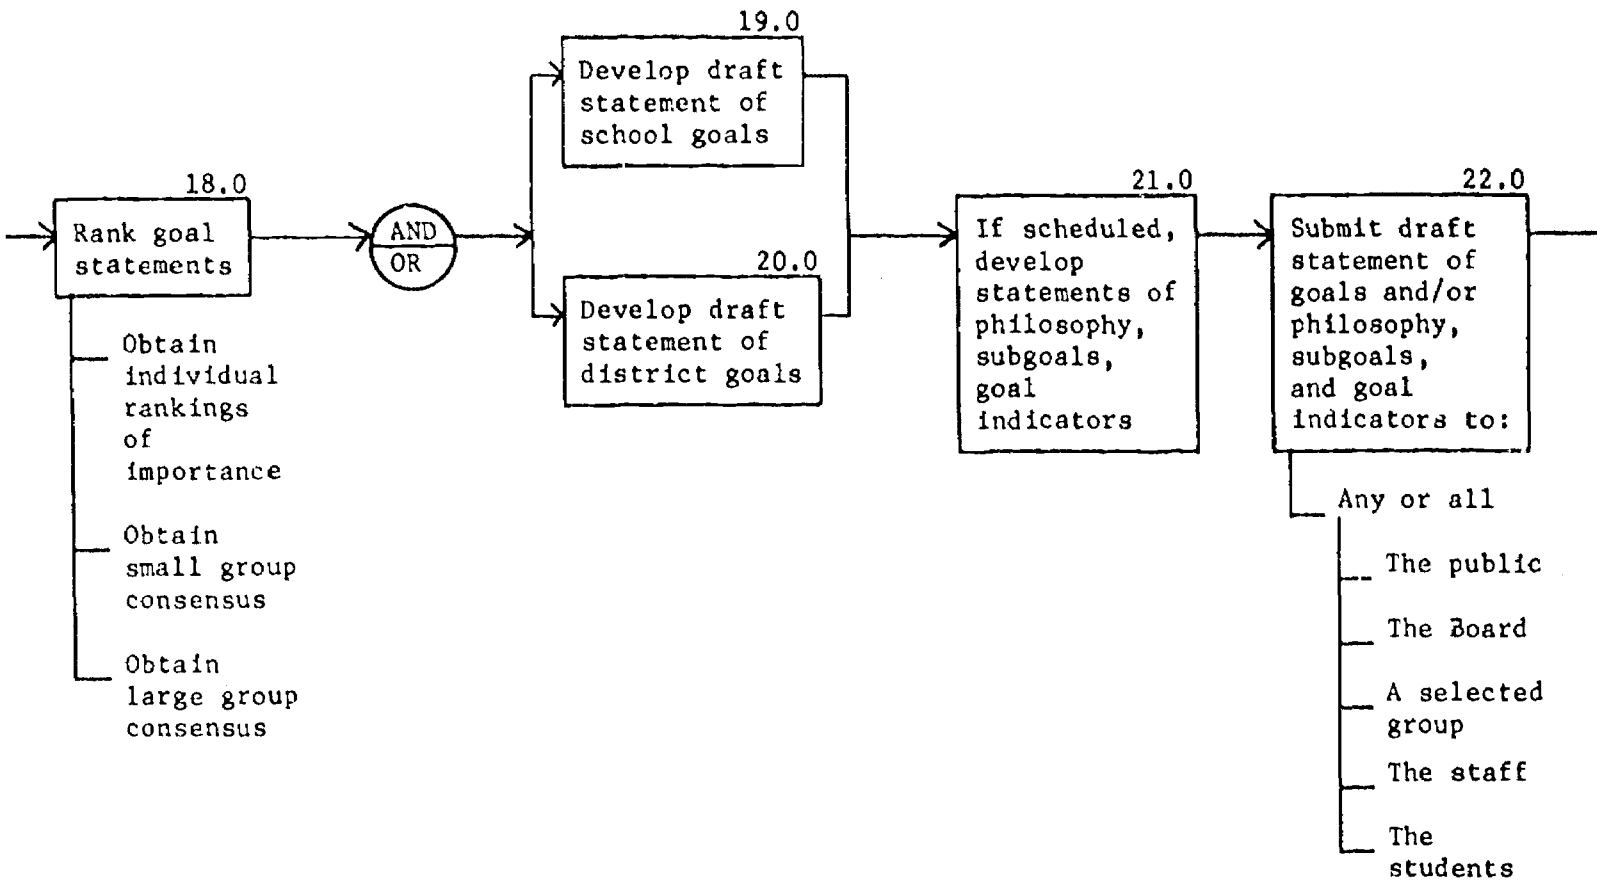 18.0
Rank goal
statements
Obtain
individual
rankings
of
importance
Obtain
small group
consensus
Obtain
large group
consensus
AND
OR
19.0
Develop draft
statement of
school goals
20.0
Develop draft
statement of
district goals
21.0
If scheduled,
develop
statements of
philosophy,
subgoals,
goal
indicators
22.0
Submit draft
statement of
goals and/or
philosophy,
subgoals,
and goal
indicators to:
Any or all
The public
The Board
A selected
group
The staff
The
students